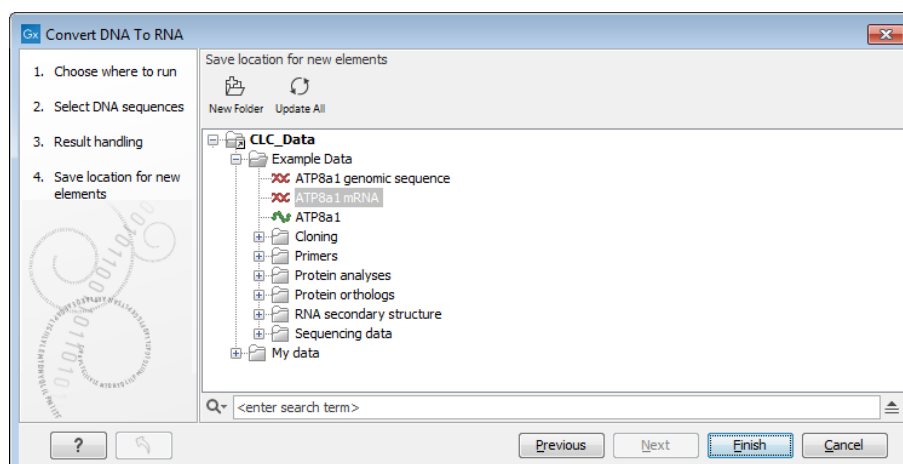 Gx Convert DNA To RNA
1. Choose where to run
2. Select DNA sequences
3. Result handling
4. Save location for new
elements
Save location for new elements
New Folder Update All
CLC_Data
Example Data
ATP8a1 genomic sequence
ATP8a1 mRNA
ATP8a1
Cloning
Primers
Protein analyses
Protein orthologs
RNA secondary structure
Sequencing data
My data
<enter search term>
? Previous Next Finish Cancel